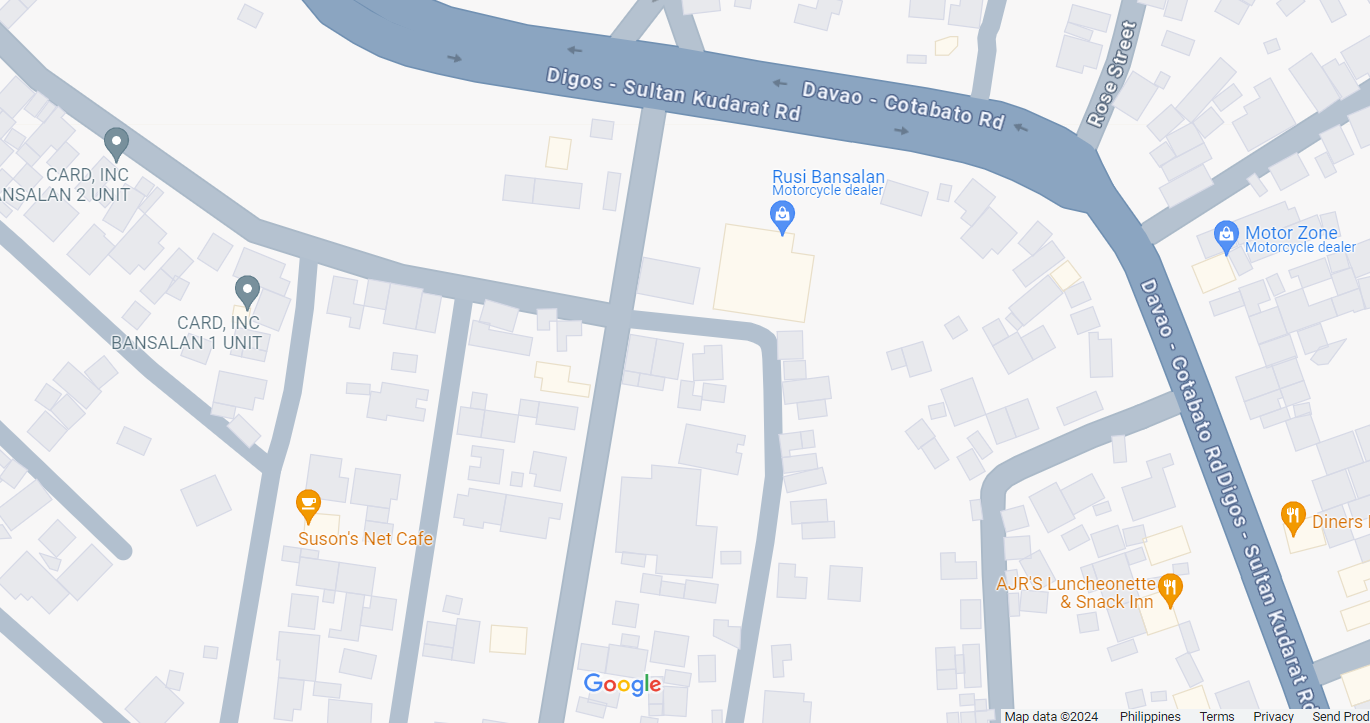 Rose Street
Digos - Sultan Kudarat Rd
Davao - Cotabato Rd
CARD, INC
ANSALAN 2 UNIT
Rusi Bansalan
Motorcycle dealer
Motor Zone
Motorcycle dealer
CARD, INC
BANSALAN 1 UNIT
Davao - Cotabato Rd
Digos - Sultan Kudarat Rd
Suson's Net Cafe
Diners
AJR'S Luncheonette
& Snack Inn
Google
Map data ©2024 Philippines Terms Privacy Send Prod